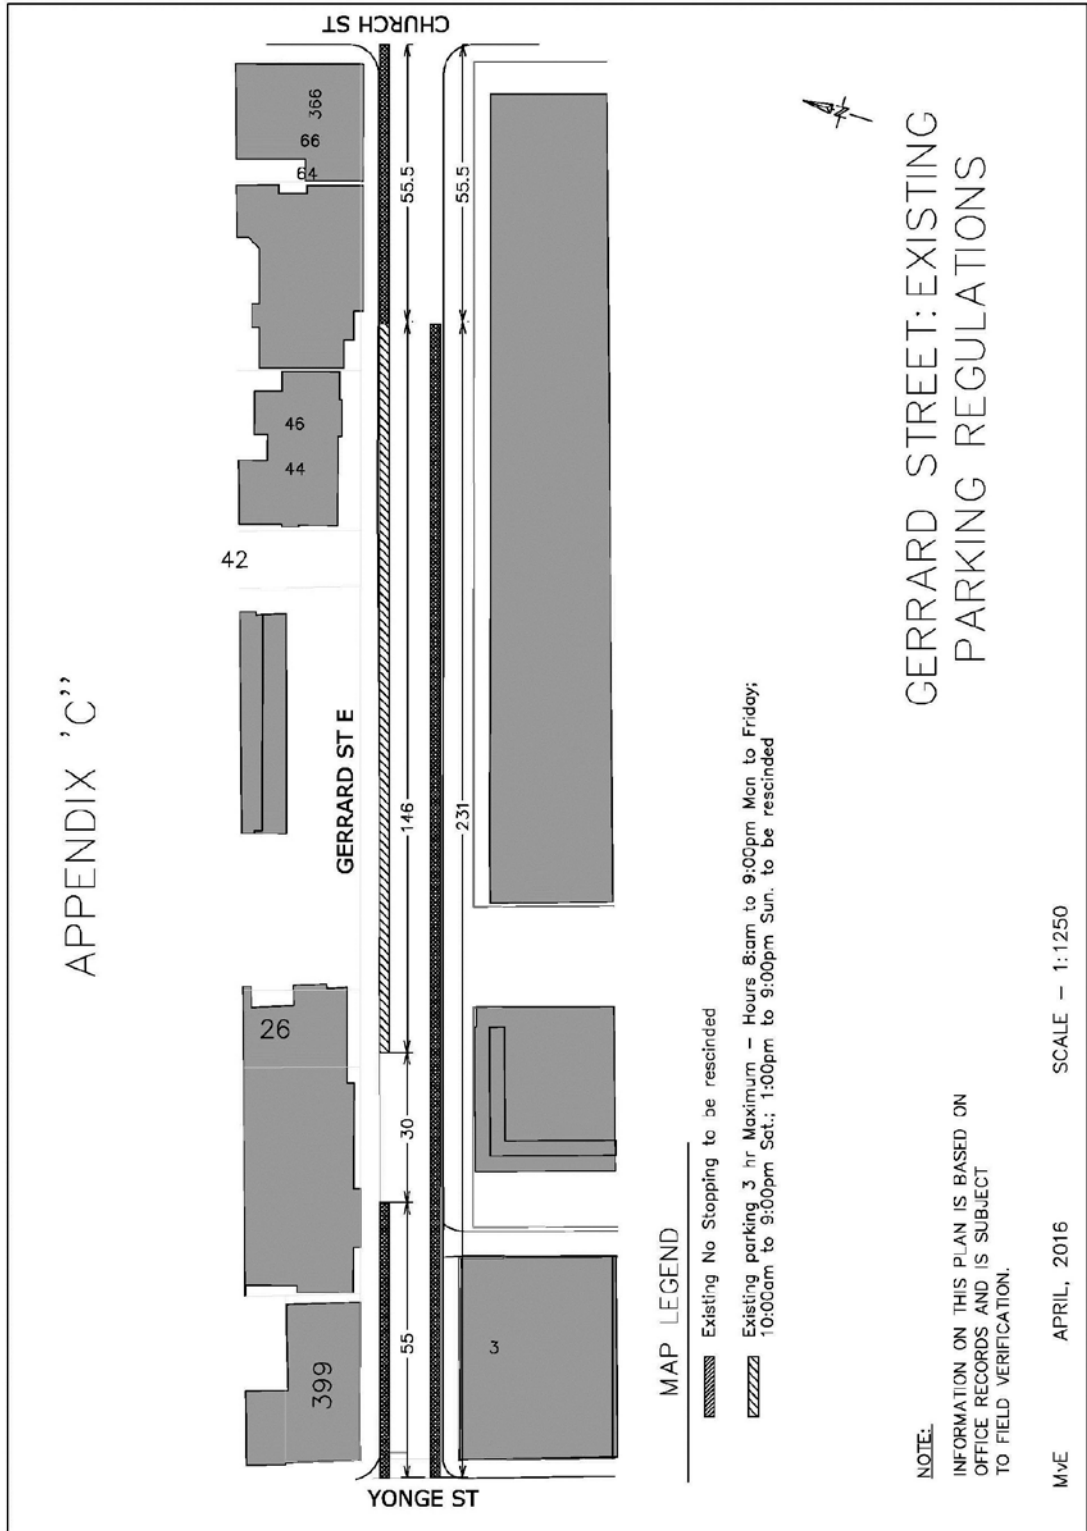 APPENDIX 'C''
CHURCH ST
366
66
64
46
44
42
26
399
GERRARD ST E
55
30
146
55.5
231
55.5
3
YONGE ST
MAP LEGEND
Existing No Stopping to be rescinded
Existing parking 3 hr Maximum – Hours 8:am to 9:00pm Mon to Friday;
10:00am to 9:00pm Sat.; 1:00pm to 9:00pm Sun. to be rescinded
N
GERRARD STREET: EXISTING
PARKING REGULATIONS
NOTE:
INFORMATION ON THIS PLAN IS BASED ON
OFFICE RECORDS AND IS SUBJECT
TO FIELD VERIFICATION.
MvE APRIL, 2016 SCALE – 1:1250